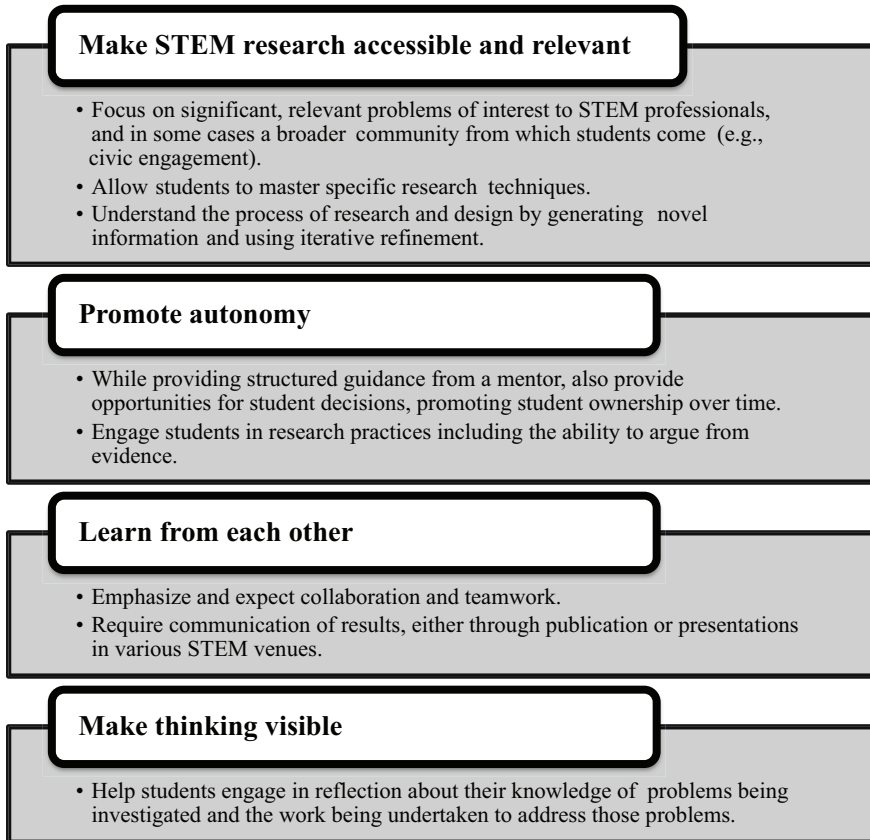 Make STEM research accessible and relevant
• Focus on significant, relevant problems of interest to STEM professionals,
and in some cases a broader community from which students come (e.g.,
civic engagement).
• Allow students to master specific research techniques.
• Understand the process of research and design by generating novel
information and using iterative refinement.
Promote autonomy
• While providing structured guidance from a mentor, also provide
opportunities for student decisions, promoting student ownership over time.
• Engage students in research practices including the ability to argue from
evidence.
Learn from each other
• Emphasize and expect collaboration and teamwork.
• Require communication of results, either through publication or presentations
in various STEM venues.
Make thinking visible
• Help students engage in reflection about their knowledge of problems being
investigated and the work being undertaken to address those problems.